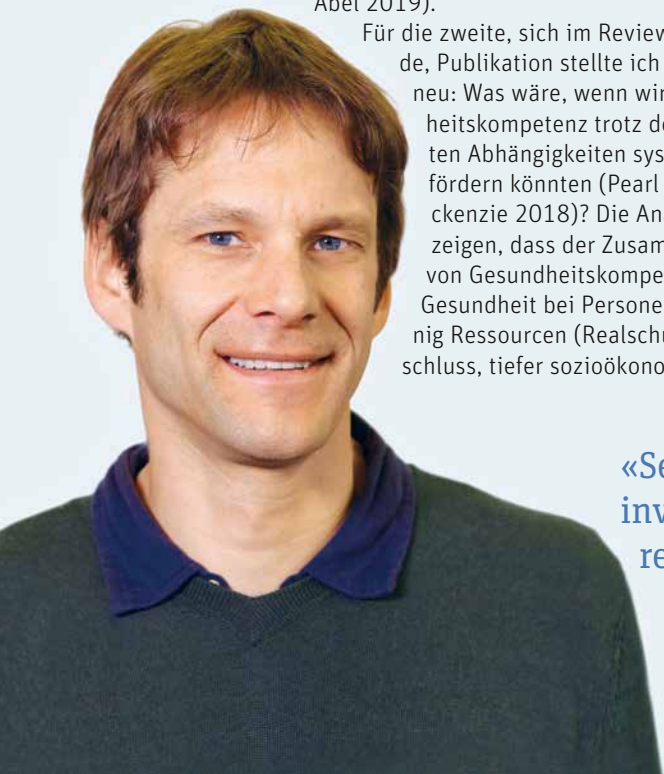 Abel 2019).
Für die zweite, sich im Review
de, Publikation stellte ich
neu: Was wäre, wenn wir
heitskompetenz trotz de
ten Abhängigkeiten sys
fördern könnten (Pearl
ckenzie 2018)? Die An
zeigen, dass der Zusam
von Gesundheitskompe
Gesundheit bei Persone
nig Ressourcen (Realschu
schluss, tiefer sozioökono
«Se
inv
re